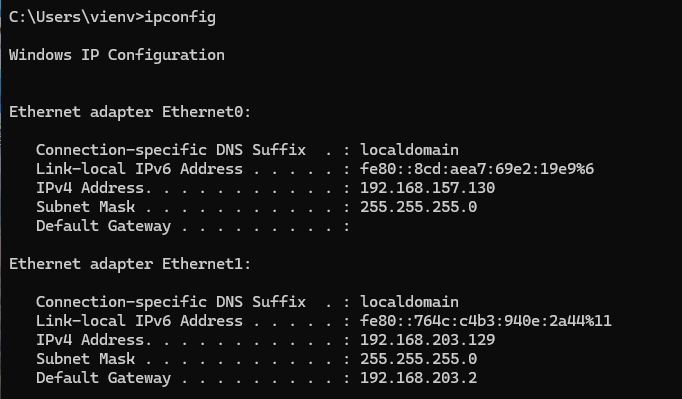 C:\Users\vienv>ipconfig
Windows IP Configuration
Ethernet adapter Ethernet0:
   Connection-specific DNS Suffix  . : localdomain
   Link-local IPv6 Address . . . . . : fe80::8cd:aea7:69e2:19e9%6
   IPv4 Address. . . . . . . . . . . : 192.168.157.130
   Subnet Mask . . . . . . . . . . . : 255.255.255.0
   Default Gateway . . . . . . . . . :
Ethernet adapter Ethernet1:
   Connection-specific DNS Suffix  . : localdomain
   Link-local IPv6 Address . . . . . : fe80::764c:c4b3:940e:2a44%11
   IPv4 Address. . . . . . . . . . . : 192.168.203.129
   Subnet Mask . . . . . . . . . . . : 255.255.255.0
   Default Gateway . . . . . . . . . : 192.168.203.2